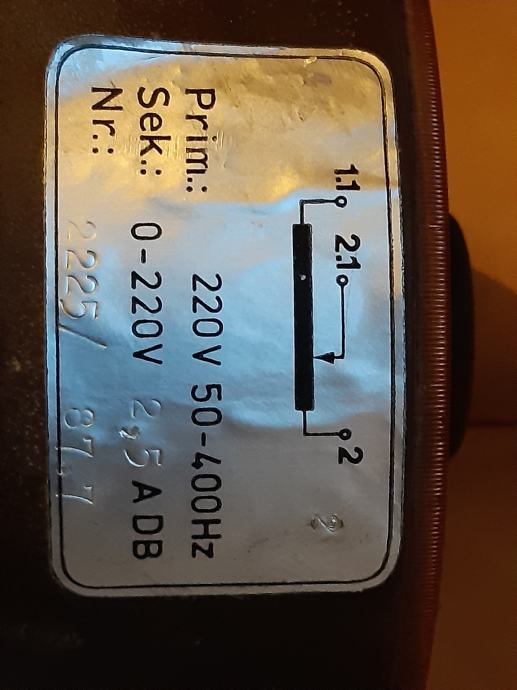 1.1 2.1 2
2
Prim.: 220V 50-400Hz
Sek.: 0-220V 2,5 A DB
Nr.: 2225/ 87.7